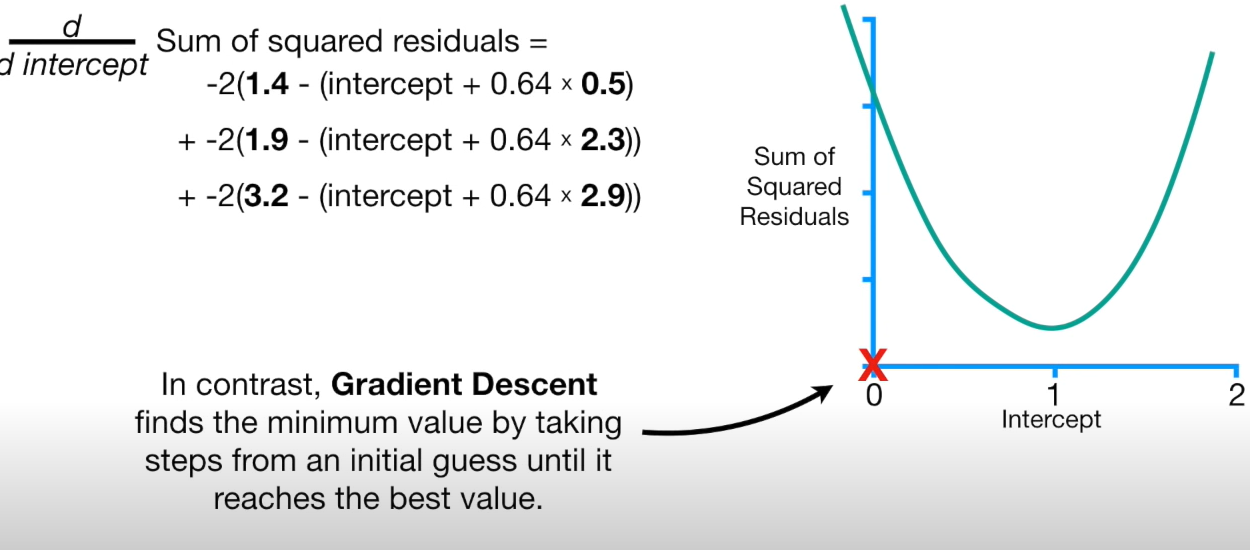 d
d intercept
Sum of squared residuals =
-2(1.4 - (intercept + 0.64 × 0.5)
+ -2(1.9 - (intercept + 0.64 × 2.3))
+ -2(3.2 - (intercept + 0.64 × 2.9))
In contrast, Gradient Descent
finds the minimum value by taking
steps from an initial guess until it
reaches the best value.
Sum of
Squared
Residuals
X
0 1 2
Intercept